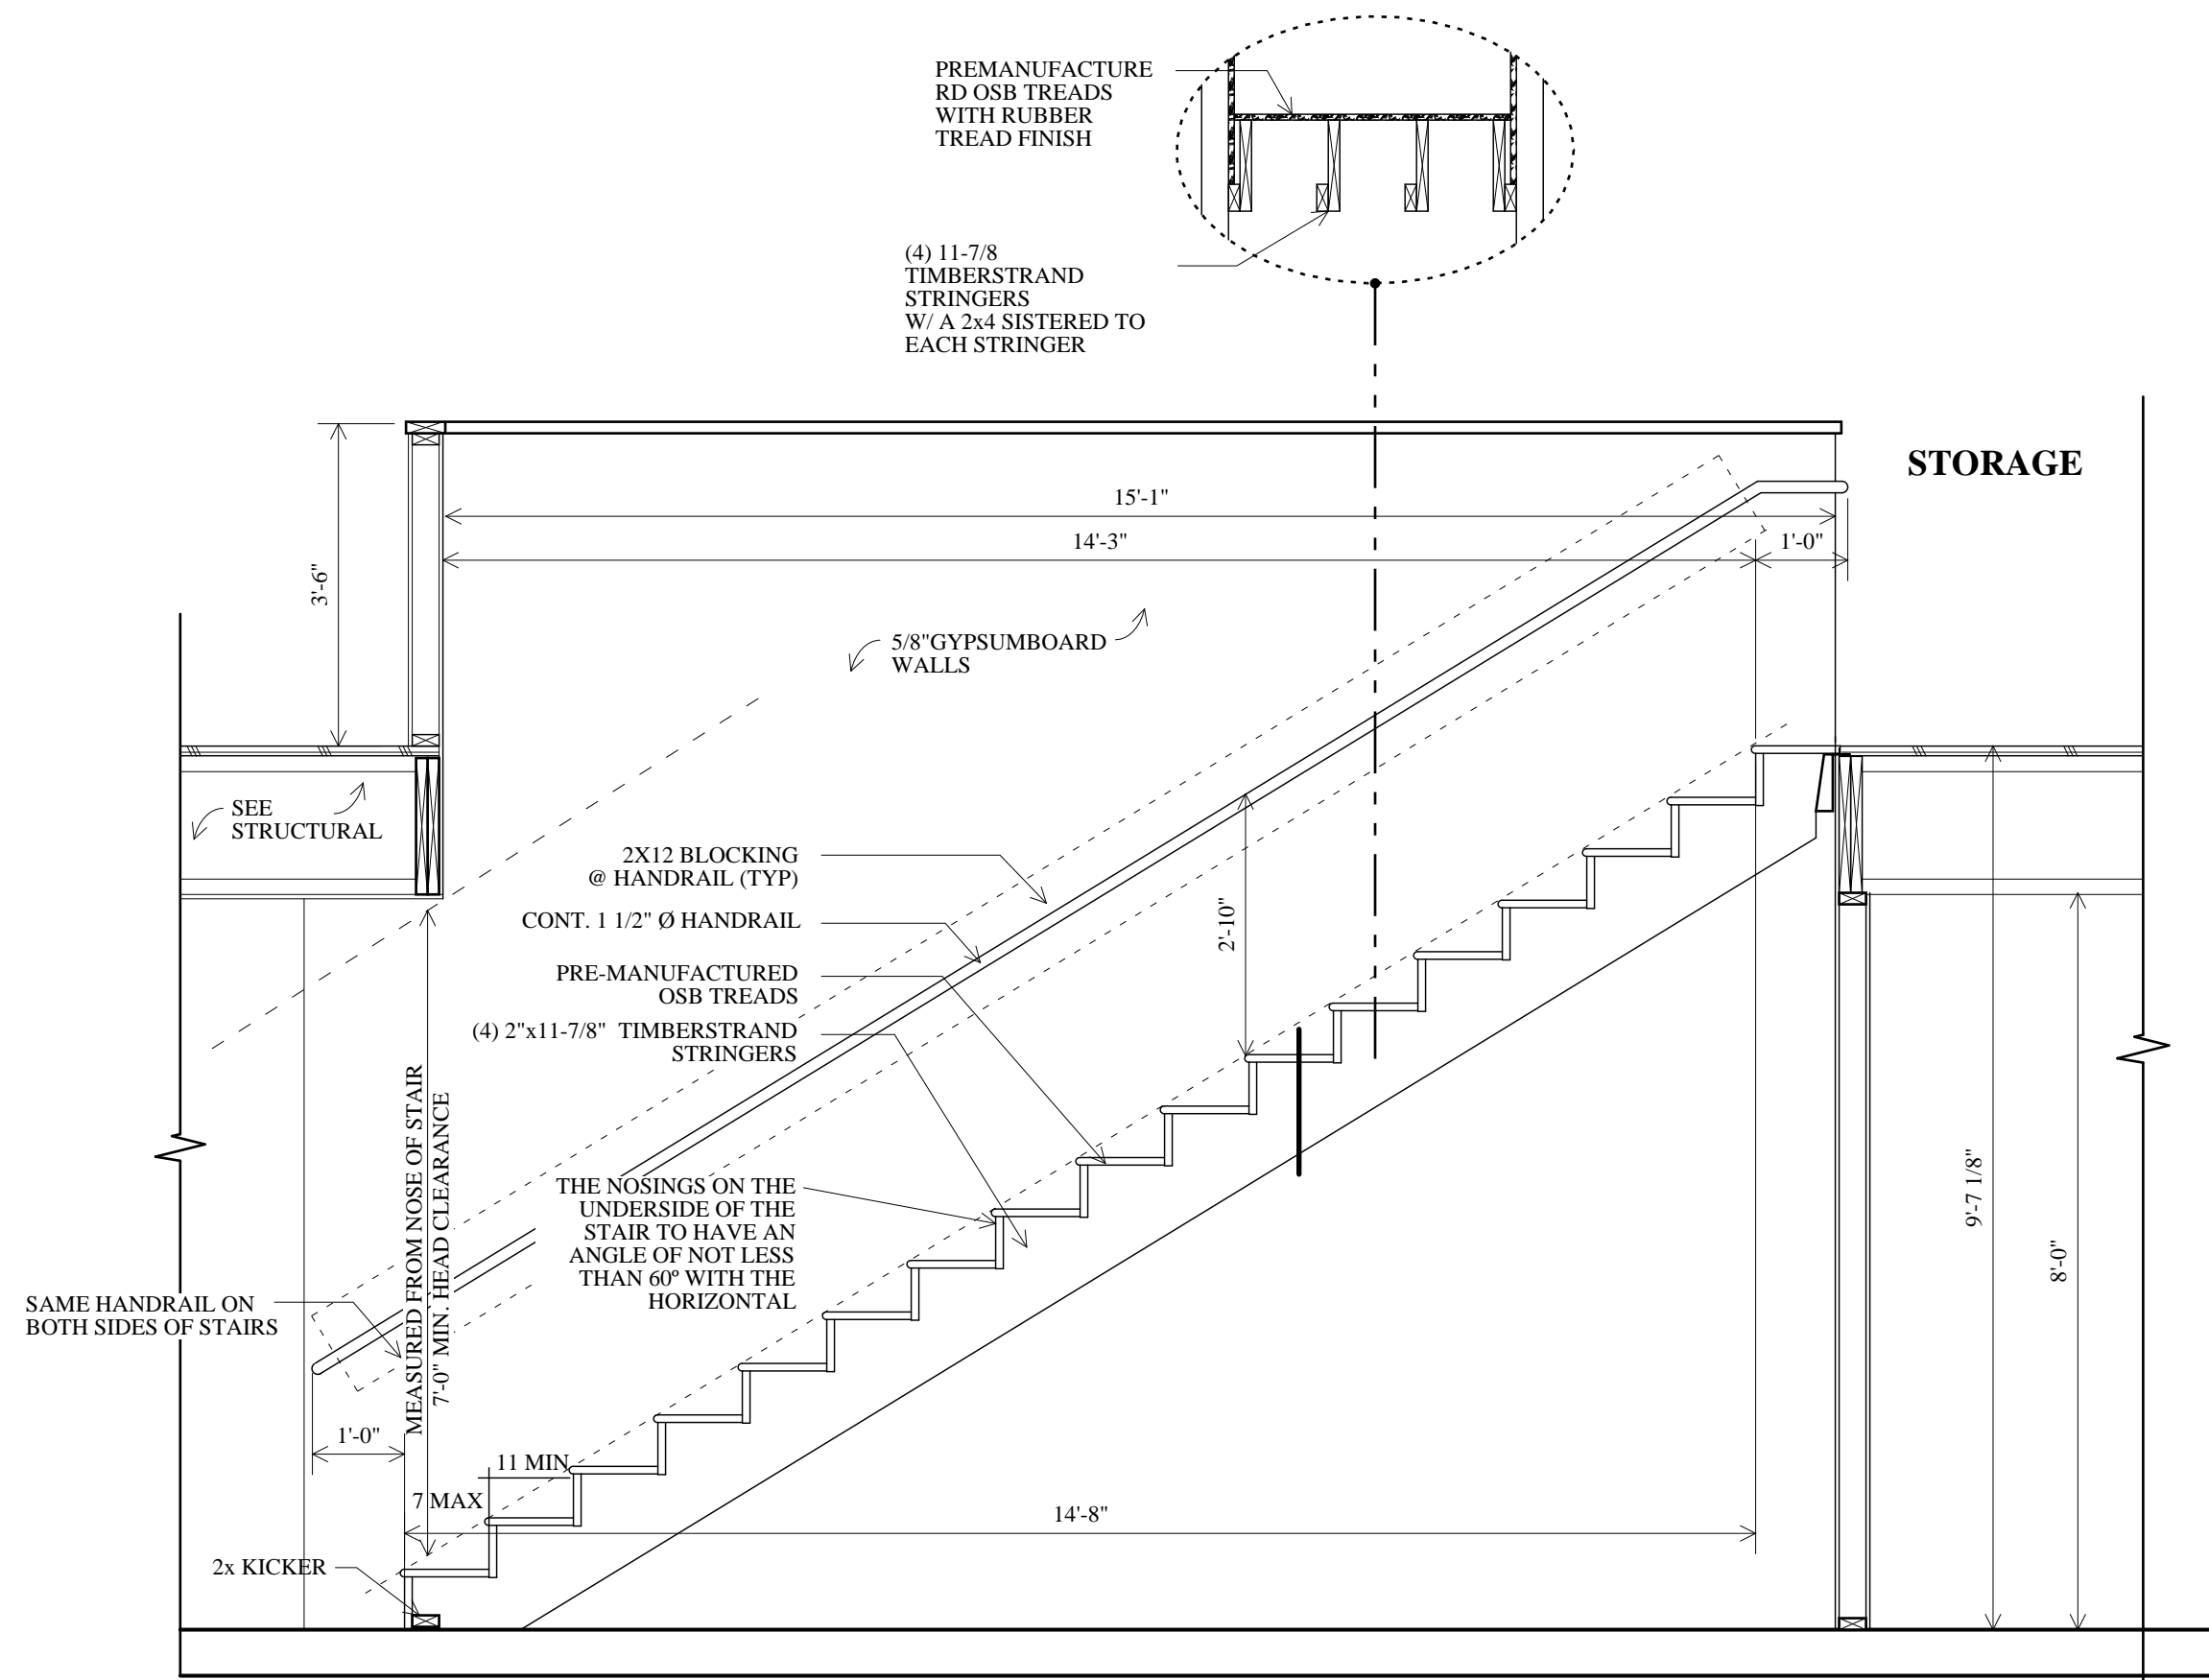 PREMANUFACTURE
RD OSB TREADS
WITH RUBBER
TREAD FINISH
(4) 11-7/8
TIMBERSTRAND
STRINGERS
W/ A 2x4 SISTERED TO
EACH STRINGER
STORAGE
15'-1"
14'-3"
1'-0"
3'-6"
5/8"GYPSUMBOARD
WALLS
SEE
STRUCTURAL
2X12 BLOCKING
@ HANDRAIL (TYP)
CONT. 1 1/2" Ø HANDRAIL
PRE-MANUFACTURED
OSB TREADS
(4) 2"x11-7/8" TIMBERSTRAND
STRINGERS
2'-10"
MEASURED FROM NOSE OF STAIR
7'-0" MIN. HEAD CLEARANCE
THE NOSINGS ON THE
UNDERSIDE OF THE
STAIR TO HAVE AN
ANGLE OF NOT LESS
THAN 60º WITH THE
HORIZONTAL
9'-7 1/8"
8'-0"
SAME HANDRAIL ON
BOTH SIDES OF STAIRS
1'-0"
11 MIN
7 MAX
14'-8"
2x KICKER